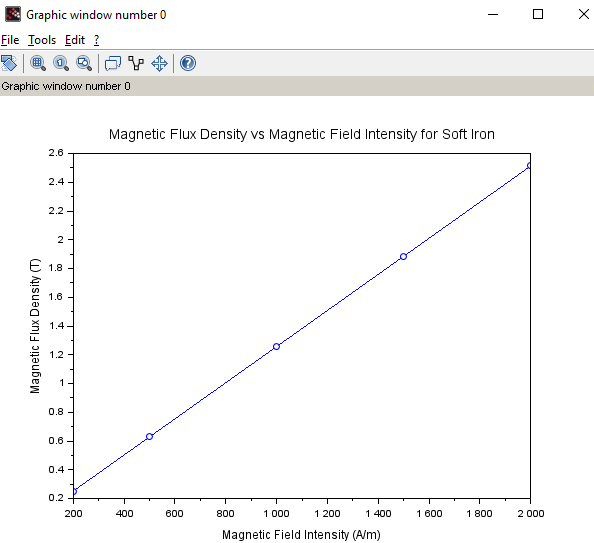 Graphic window number 0
File Tools Edit ?
Graphic window number 0
Magnetic Flux Density vs Magnetic Field Intensity for Soft Iron
2.6
2.4
2.2
2
1.8
1.6
1.4
1.2
1
0.8
0.6
0.4
0.2
Magnetic Flux Density (T)
200 400 600 800 1 000 1 200 1 400 1 600 1 800 2 000
Magnetic Field Intensity (A/m)